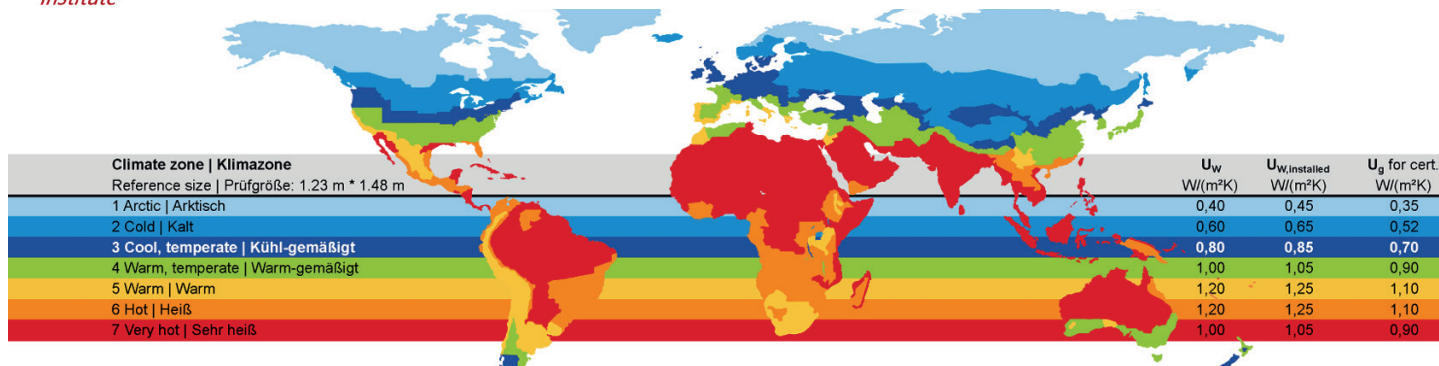 Institute
Climate zone | Klimazone UW UW,installed Ug for cert.
Reference size | Prüfgröße: 1.23 m * 1.48 m W/(m²K) W/(m²K) W/(m²K)
1 Arctic | Arktisch 0,40 0,45 0,35
2 Cold | Kalt 0,60 0,65 0,52
3 Cool, temperate | Kühl-gemäßigt 0,80 0,85 0,70
4 Warm, temperate | Warm-gemäßigt 1,00 1,05 0,90
5 Warm | Warm 1,20 1,25 1,10
6 Hot | Heiß 1,20 1,25 1,10
7 Very hot | Sehr heiß 1,00 1,05 0,90